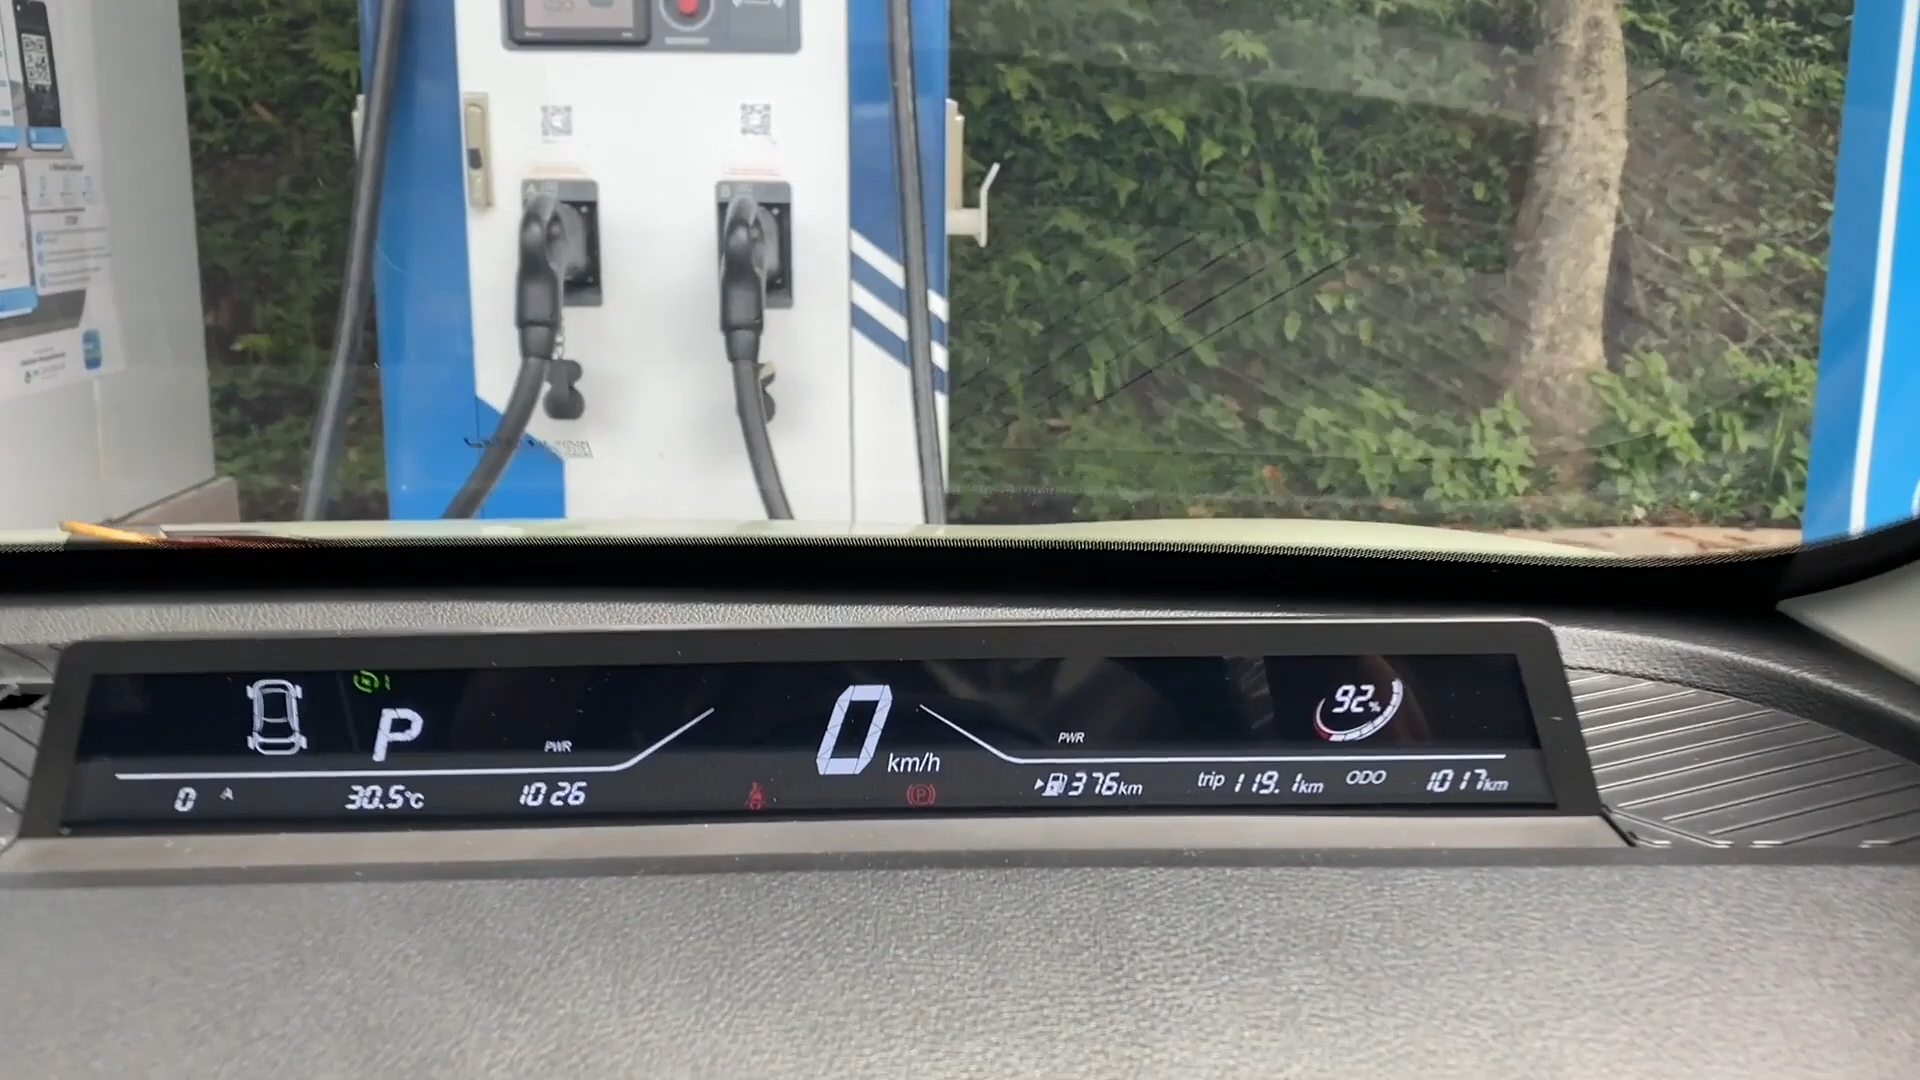 A
B
92%
P
PWR
0 km/h
PWR
0 A
30.5°C
10 26
376km
trip 119.1km
ODO 1017km